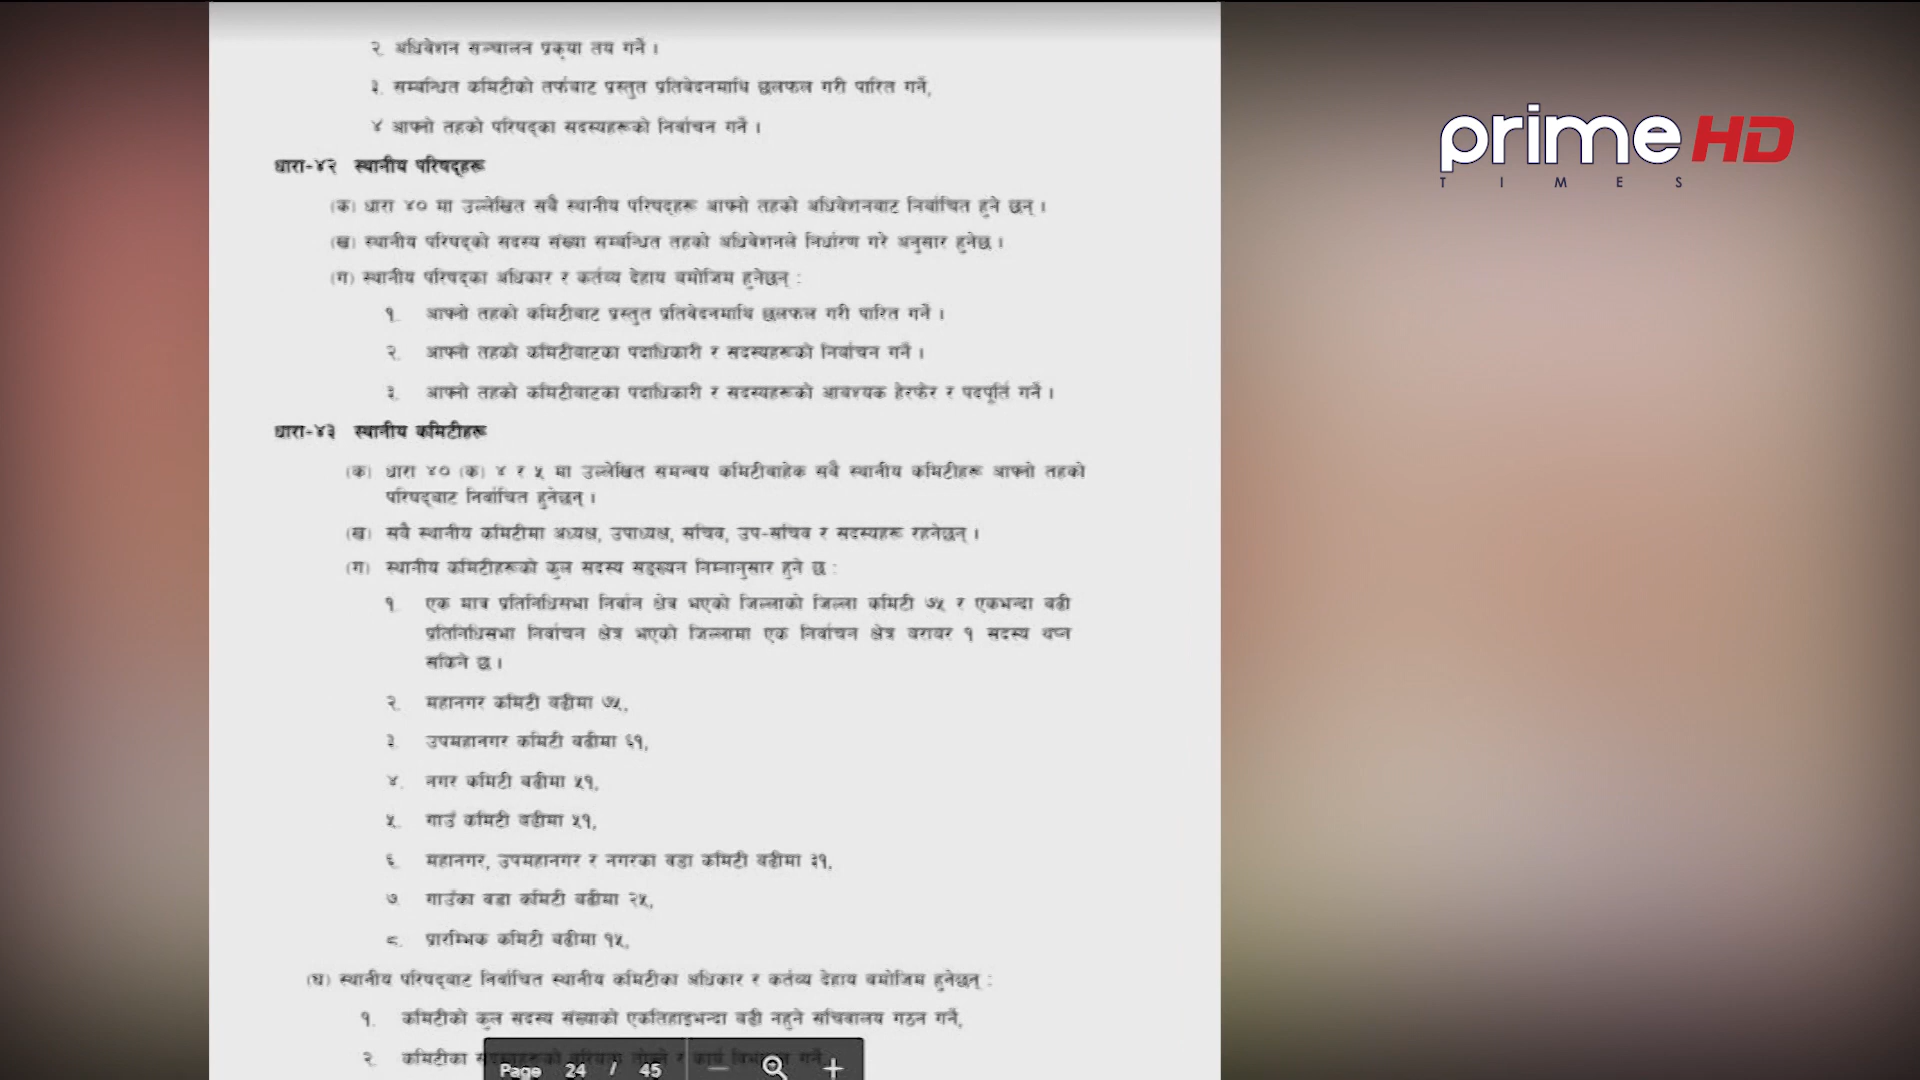 २. अधिवेशन सञ्चालन प्रक्र्या तय गर्ने ।
३. सम्बन्धित कमिटीको तर्फबाट प्रस्तुत प्रतिवेदनमाथि छलफल गरी पारित गर्ने,
४ आफ्नो तहको परिषद्का सदस्यहरूको निर्वाचन गर्ने ।
धारा-४२ स्थानीय परिषद्हरू
(क) धारा ४० मा उल्लेखित सबै स्थानीय परिषद्हरू आफ्नो तहको अधिवेशनबाट निर्वाचित हुने छन् ।
(ख) स्थानीय परिषद्को सदस्य संख्या सम्बन्धित तहको अधिवेशनले निर्धारण गरे अनुसार हुनेछ ।
(ग) स्थानीय परिषद्का अधिकार र कर्तव्य देहाय बमोजिम हुनेछन् :
१. आफ्नो तहको कमिटीबाट प्रस्तुत प्रतिवेदनमाथि छलफल गरी पारित गर्ने ।
२. आफ्नो तहको कमिटीबाटका पदाधिकारी र सदस्यहरूको निर्वाचन गर्ने ।
३. आफ्नो तहको कमिटीबाटका पदाधिकारी र सदस्यहरूको आवश्यक हेरफेर र पदपूर्ति गर्ने ।
धारा-४३ स्थानीय कमिटीहरू
(क) धारा ४० (क) ४ र ५ मा उल्लेखित समन्वय कमिटीबाहेक सबै स्थानीय कमिटीहरू आफ्नो तहको
परिषद्बाट निर्वाचित हुनेछन् ।
(ख) सबै स्थानीय कमिटीमा अध्यक्ष, उपाध्यक्ष, सचिव, उप-सचिव र सदस्यहरू रहनेछन् ।
(ग) स्थानीय कमिटीहरूको कुल सदस्य सङ्ख्यन निम्नानुसार हुने छ :
१. एक मात्र प्रतिनिधिसभा निर्वान क्षेत्र भएको जिल्लाको जिल्ला कमिटी ७५ र एकभन्दा बढी
प्रतिनिधिसभा निर्वाचन क्षेत्र भएको जिल्लामा एक निर्वाचन क्षेत्र बराबर १ सदस्य थप्न
सकिने छ ।
२. महानगर कमिटी बढीमा ७५,
३. उपमहानगर कमिटी बढीमा ६१,
४. नगर कमिटी बढीमा ५१,
५. गाउँ कमिटी बढीमा ५१,
६. महानगर, उपमहानगर र नगरका वडा कमिटी बढीमा ३१,
७. गाउँका वडा कमिटी बढीमा २५,
८. प्रारम्भिक कमिटी बढीमा १५,
(घ) स्थानीय परिषद्बाट निर्वाचित स्थानीय कमिटीका अधिकार र कर्तव्य देहाय बमोजिम हुनेछन् :
१. कमिटीको कुल सदस्य संख्याको एकतिहाइभन्दा बढी नहुने सचिवालय गठन गर्ने,
२. कमिटीका र कार्य गर्ने
Page 24 / 45
prime HD
TIMES